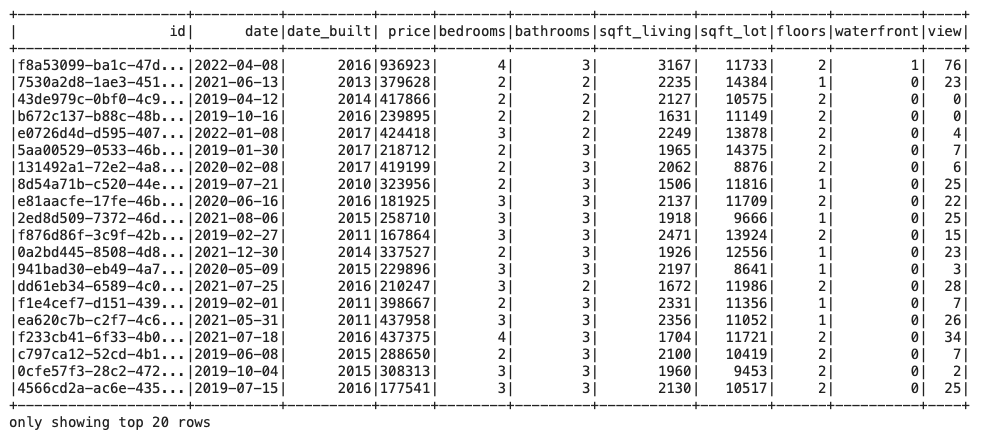 +--------------------+----------+----------+------+--------+---------+-----------+--------+------+----------+----+
|                  id|      date|date_built| price|bedrooms|bathrooms|sqft_living|sqft_lot|floors|waterfront|view|
+--------------------+----------+----------+------+--------+---------+-----------+--------+------+----------+----+
|f8a53099-ba1c-47d...|2022-04-08|      2016|936923|       4|        3|       3167|   11733|     2|         1|  76|
|7530a2d8-1ae3-451...|2021-06-13|      2013|379628|       2|        2|       2235|   14384|     1|         0|  23|
|43de979c-0bf0-4c9...|2019-04-12|      2014|417866|       2|        2|       2127|   10575|     2|         0|   0|
|b672c137-b88c-48b...|2019-10-16|      2016|239895|       2|        2|       1631|   11149|     2|         0|   0|
|e0726d4d-d595-407...|2022-01-08|      2017|424418|       3|        2|       2249|   13878|     2|         0|   4|
|5aa00529-0533-46b...|2019-01-30|      2017|218712|       2|        3|       1965|   14375|     2|         0|   7|
|131492a1-72e2-4a8...|2020-02-08|      2017|419199|       2|        3|       2062|    8876|     2|         0|   6|
|8d54a71b-c520-44e...|2019-07-21|      2010|323956|       2|        3|       1506|   11816|     1|         0|  25|
|e81aacfe-17fe-46b...|2020-06-16|      2016|181925|       3|        3|       2137|   11709|     2|         0|  22|
|2ed8d509-7372-46d...|2021-08-06|      2015|258710|       3|        3|       1918|    9666|     1|         0|  25|
|f876d86f-3c9f-42b...|2019-02-27|      2011|167864|       3|        3|       2471|   13924|     2|         0|  15|
|0a2bd445-8508-4d8...|2021-12-30|      2014|337527|       2|        3|       1926|   12556|     1|         0|  23|
|941bad30-eb49-4a7...|2020-05-09|      2015|229896|       3|        3|       2197|    8641|     1|         0|   3|
|dd61eb34-6589-4c0...|2021-07-25|      2016|210247|       3|        3|       1672|   11986|     2|         0|  28|
|f1e4cef7-d151-439...|2019-02-01|      2011|398667|       2|        3|       2331|   11356|     1|         0|   7|
|ea620c7b-c2f7-4c6...|2021-05-31|      2011|437958|       3|        3|       2356|   11052|     1|         0|  26|
|f233cb41-6f33-4b0...|2021-07-18|      2016|437375|       4|        3|       1704|   11721|     2|         0|  34|
|c797ca12-52cd-4b1...|2019-06-08|      2015|288650|       2|        3|       2100|   10419|     2|         0|   7|
|0cfe57f3-28c2-472...|2019-10-04|      2015|308313|       3|        3|       1960|    9453|     2|         0|   2|
|4566cd2a-ac6e-435...|2019-07-15|      2016|177541|       3|        3|       2130|   10517|     2|         0|  25|
+--------------------+----------+----------+------+--------+---------+-----------+--------+------+----------+----+
only showing top 20 rows